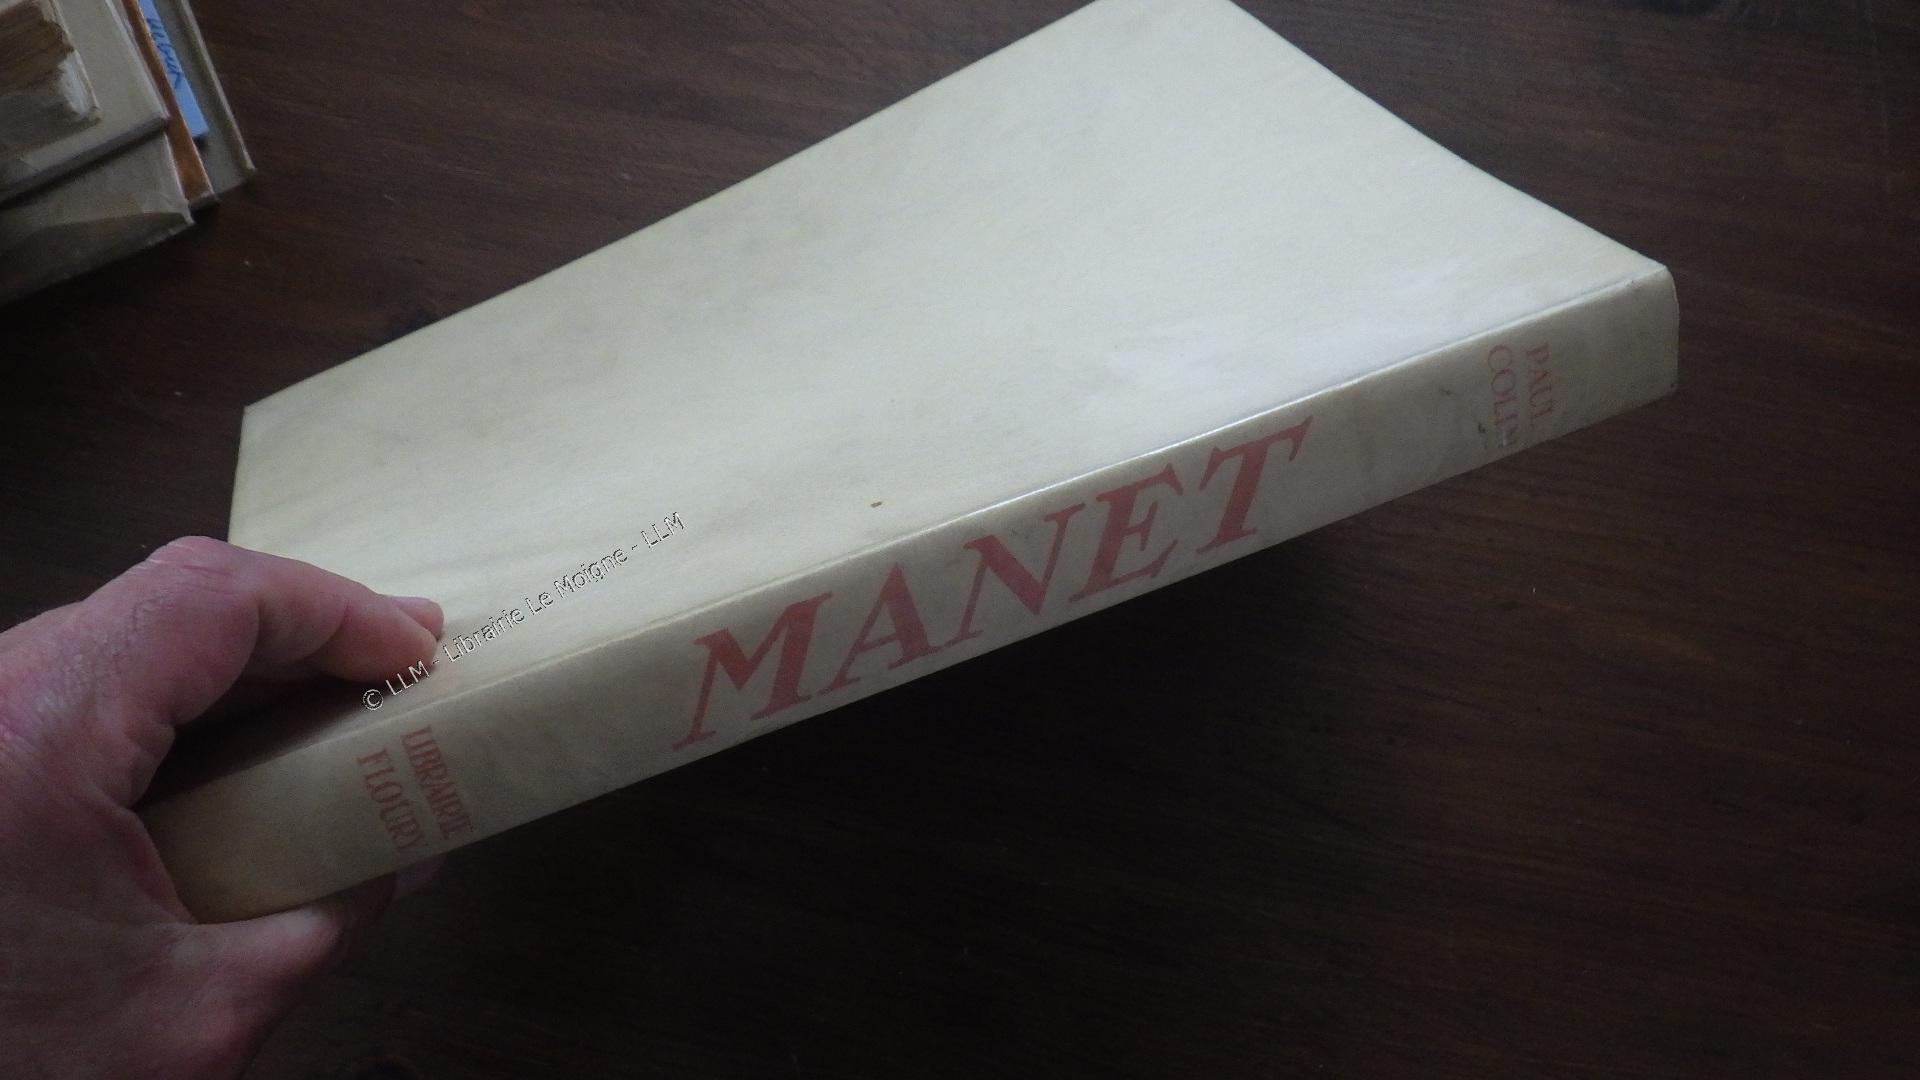 PAUL
COLIN
MANET
LIBRAIRIE
FLOURY
© LLM - Librairie Le Moigne - LLM